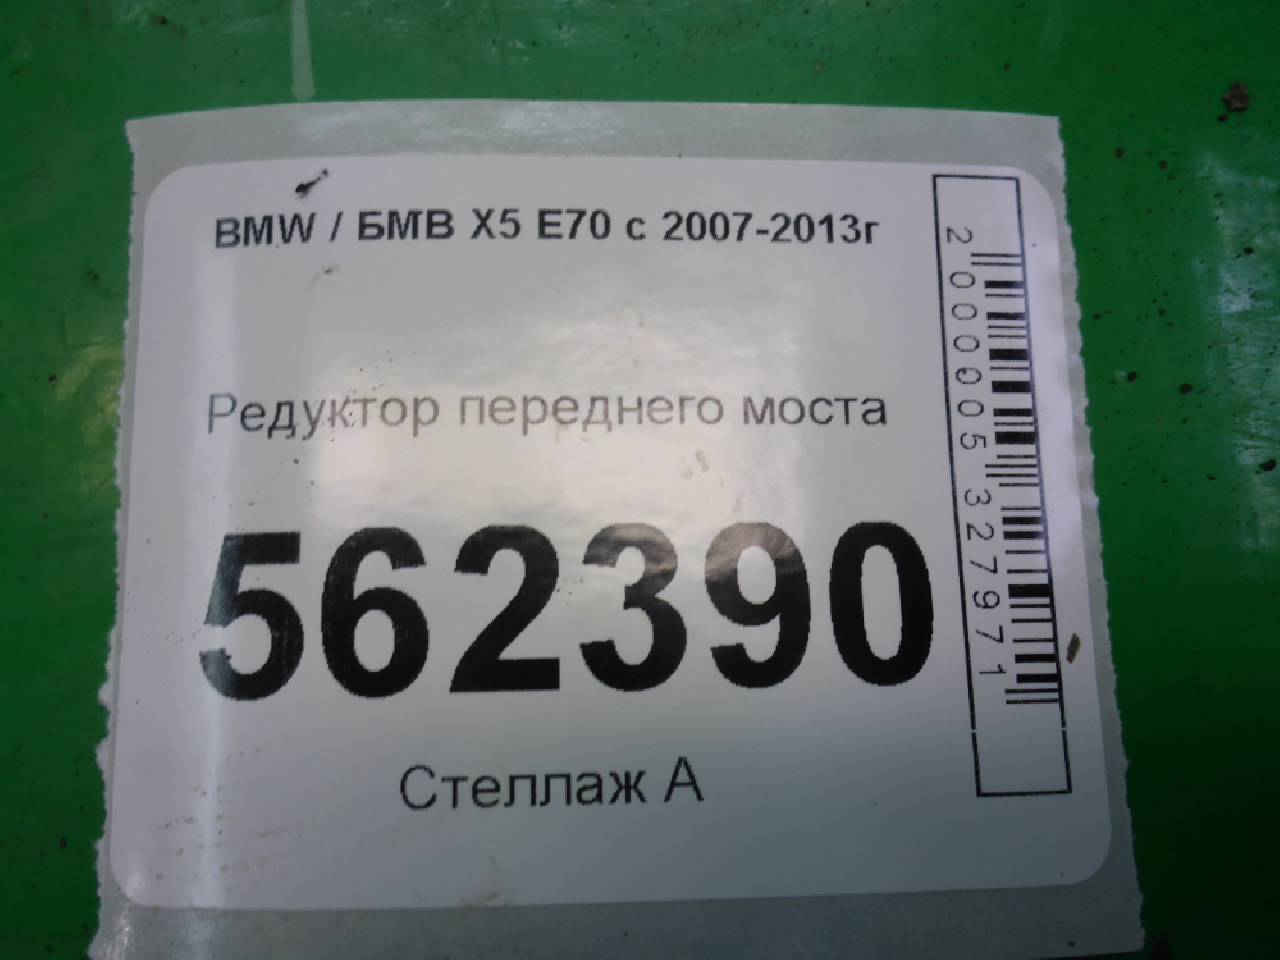 BMW / БМВ X5 E70 с 2007-2013г
Редуктор переднего моста
562390
Стеллаж А
2000005327971